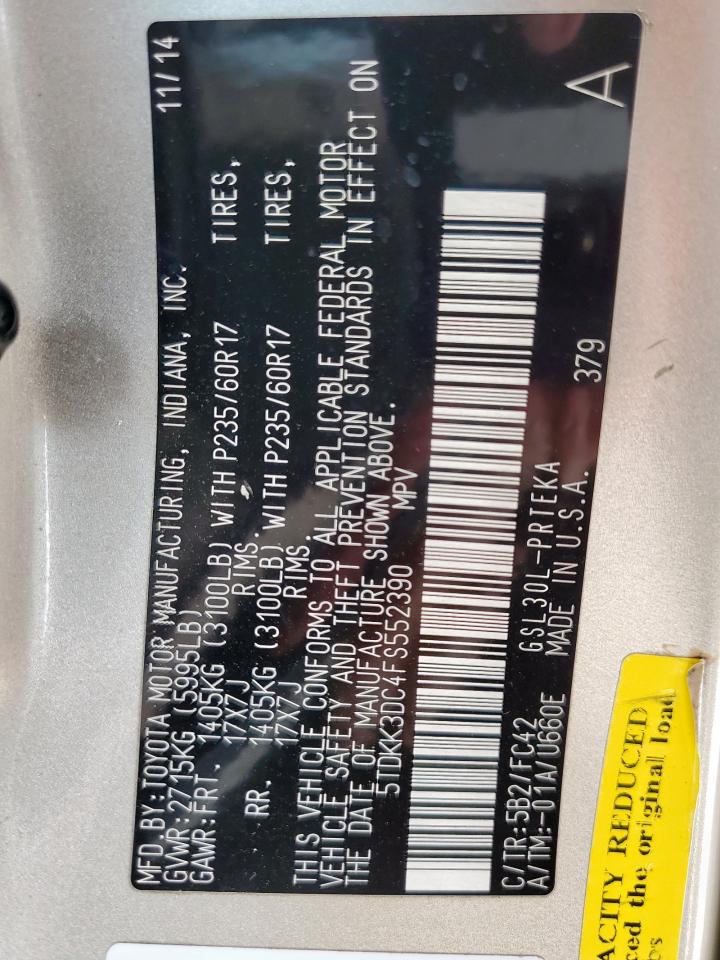 MFD.BY:TOYOTA MOTOR MANUFACTURING, INDIANA, INC. 11/14
GVWR:2715KG (5995LB)
GAWR:FRT. 1405KG (3100LB) WITH P235/60R17 TIRES,
17X7J RIMS.
RR. 1405KG (3100LB) WITH P235/60R17 TIRES,
17X7J RIMS.
THIS VEHICLE CONFORMS TO ALL APPLICABLE FEDERAL MOTOR
VEHICLE SAFETY AND THEFT PREVENTION STANDARDS IN EFFECT ON
THE DATE OF MANUFACTURE SHOWN ABOVE.
5TDKK3DC4FS552390 MPV
C/TR:5B2/FC42 GSL30L-PRTEKA 379 A
A/TM:-01A/U660E MADE IN U.S.A.
REDUCED
the original load